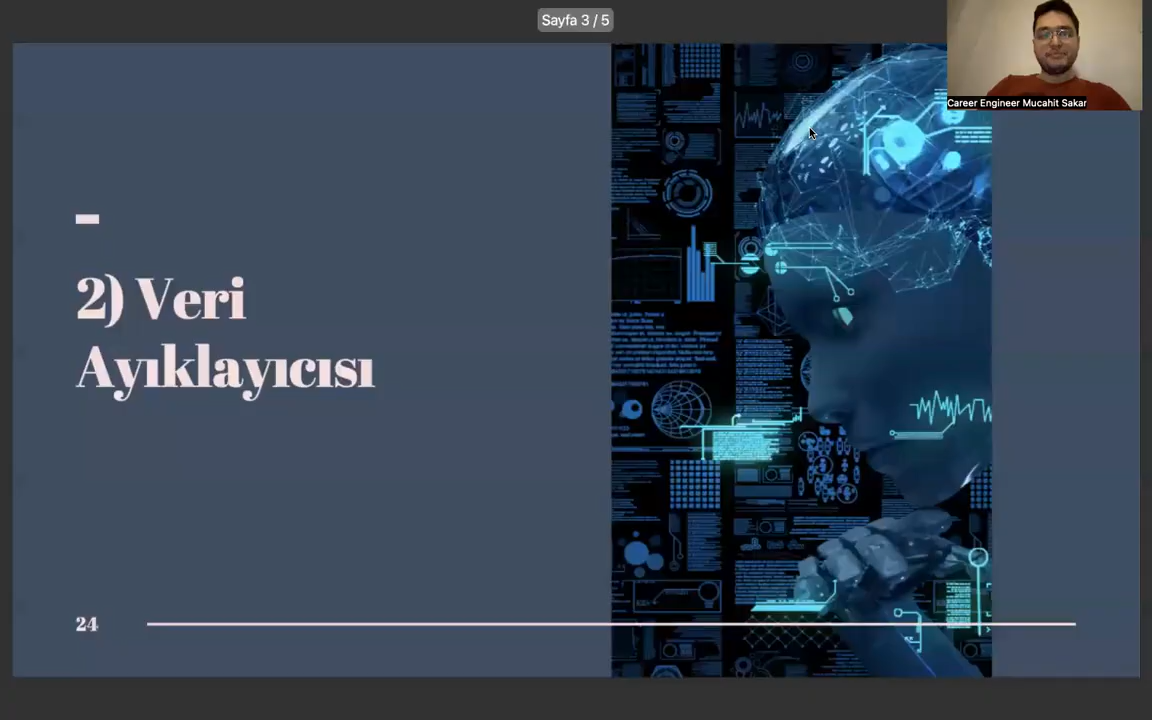 Sayfa 3 / 5
Career Engineer Mucahit Sakar
2) Veri
Ayıklayıcısı
24